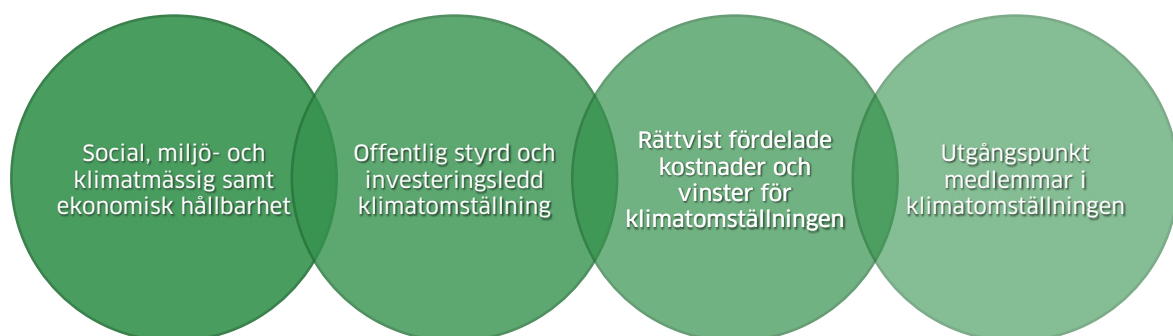 Social, miljö- och
klimatmässig samt
ekonomisk hållbarhet
Offentlig styrd och
investeringsledd
klimatomställning
Rättvist fördelade
kostnader och
vinster för
klimatomställningen
Utgångspunkt
medlemmar i
klimatomställningen